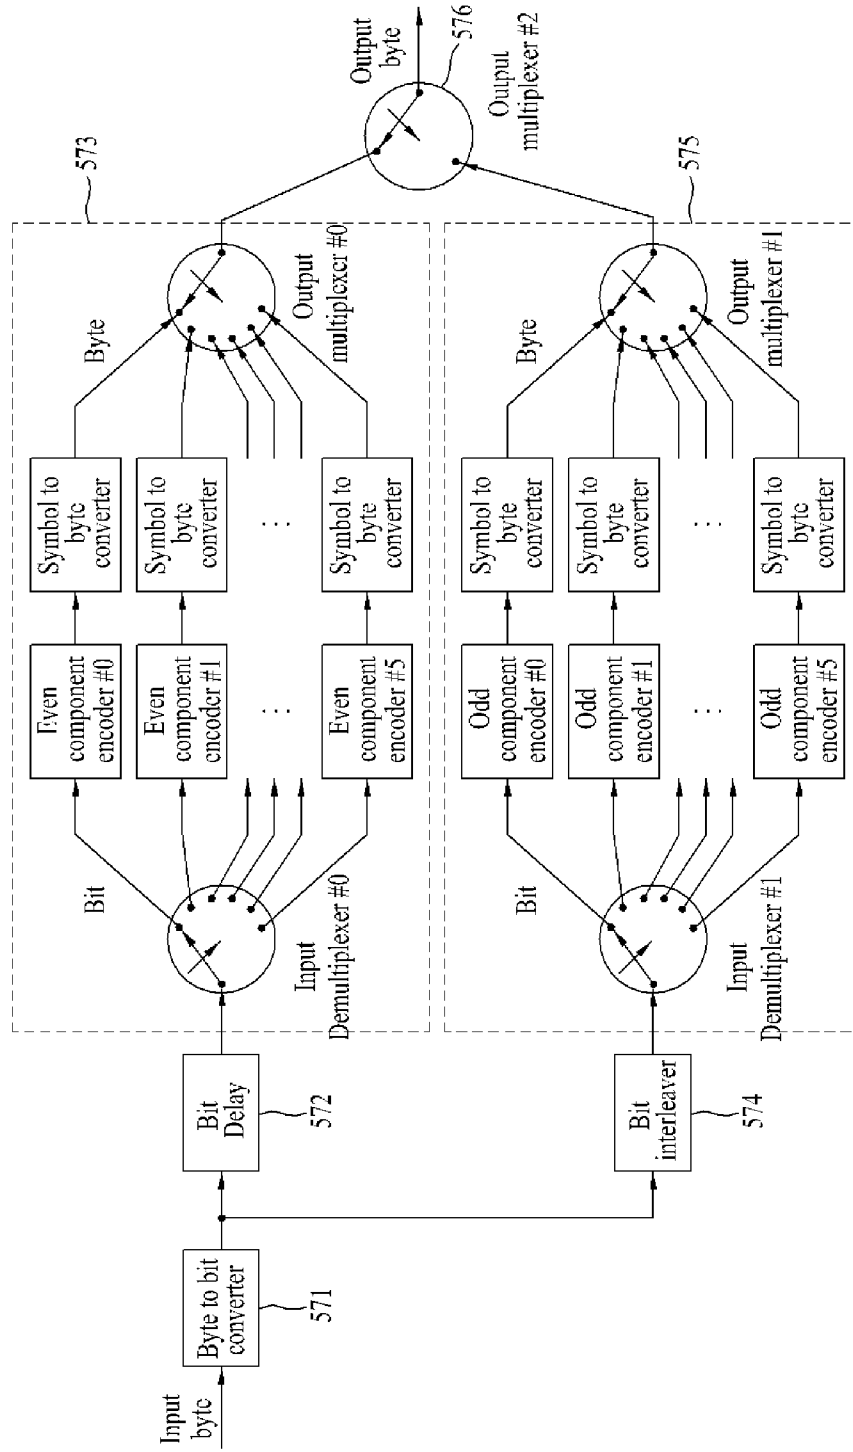 Input
byte
Byte to bit
converter
571
Bit
Delay
572
Bit
interleaver
574
573
Bit
Input
Demultiplexer #0
Even
component
encoder #0
Even
component
encoder #1
. . .
Even
component
encoder #5
Symbol to
byte
converter
Symbol to
byte
converter
. . .
Symbol to
byte
converter
Byte
Output
multiplexer #0
575
Bit
Input
Demultiplexer #1
Odd
component
encoder #0
Odd
component
encoder #1
. . .
Odd
component
encoder #5
Symbol to
byte
converter
Symbol to
byte
converter
. . .
Symbol to
byte
converter
Byte
Output
multiplexer #1
Output
byte
576
Output
multiplexer #2